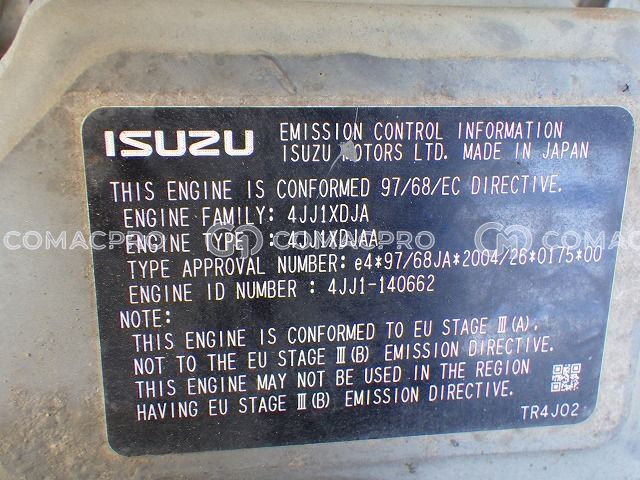 ISUZU EMISSION CONTROL INFORMATION
ISUZU MOTORS LTD. MADE IN JAPAN
THIS ENGINE IS CONFORMED 97/68/EC DIRECTIVE.
ENGINE FAMILY: 4JJ1XDJA
ENGINE TYPE : 4JJ1XDJAA
COMACPRO COMACPRO COMACPRO
TYPE APPROVAL NUMBER: e4*97/68JA*2004/26*0175*00
ENGINE ID NUMBER : 4JJ1-140662
NOTE:
THIS ENGINE IS CONFORMED TO EU STAGE Ⅲ(A),
NOT TO THE EU STAGE Ⅲ(B) EMISSION DIRECTIVE.
THIS ENGINE MAY NOT BE USED IN THE REGION
HAVING EU STAGE Ⅲ(B) EMISSION DIRECTIVE.
TR4J02